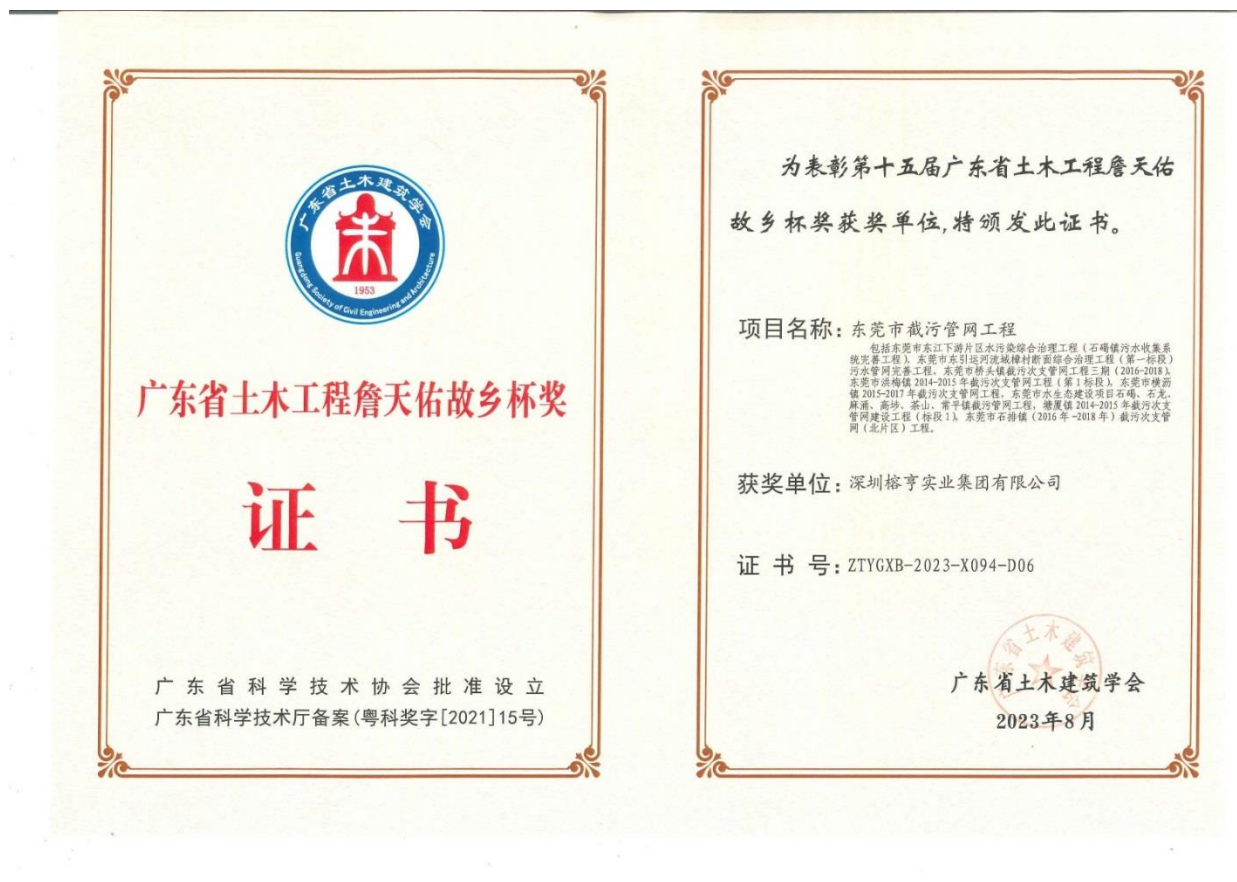 广东省土木建筑学会
1953
Guangdong Society of Civil Engineering and Architecture
广东省土木工程詹天佑故乡杯奖
证 书
广东省科学技术协会批准设立
广东省科学技术厅备案(粤科奖字[2021]15号)
为表彰第十五届广东省土木工程詹天佑
故乡杯奖获奖单位,特颁发此证书。
项目名称:东莞市截污管网工程
包括东莞市东江下游片区水污染综合治理工程(石碣镇污水收集系
统完善工程)、东莞市东引运河流域樟村断面综合治理工程(第一标段)
污水管网完善工程、东莞市桥头镇截污次支管网工程三期(2016-2018)、
东莞市洪梅镇2014-2015年截污次支管网工程(第1标段)、东莞市横沥
镇2015-2017年截污次支管网工程、东莞市水生态建设项目石碣、石龙、
麻涌、高埗、茶山、常平镇截污管网工程、塘厦镇2014-2015年截污次支
管网建设工程(标段1)、东莞市石排镇(2016年-2018年)截污次支管
网(北片区)工程。
获奖单位:深圳榕亨实业集团有限公司
证 书 号:ZTYGXB-2023-X094-D06
广东省土木建筑学会
2023年8月